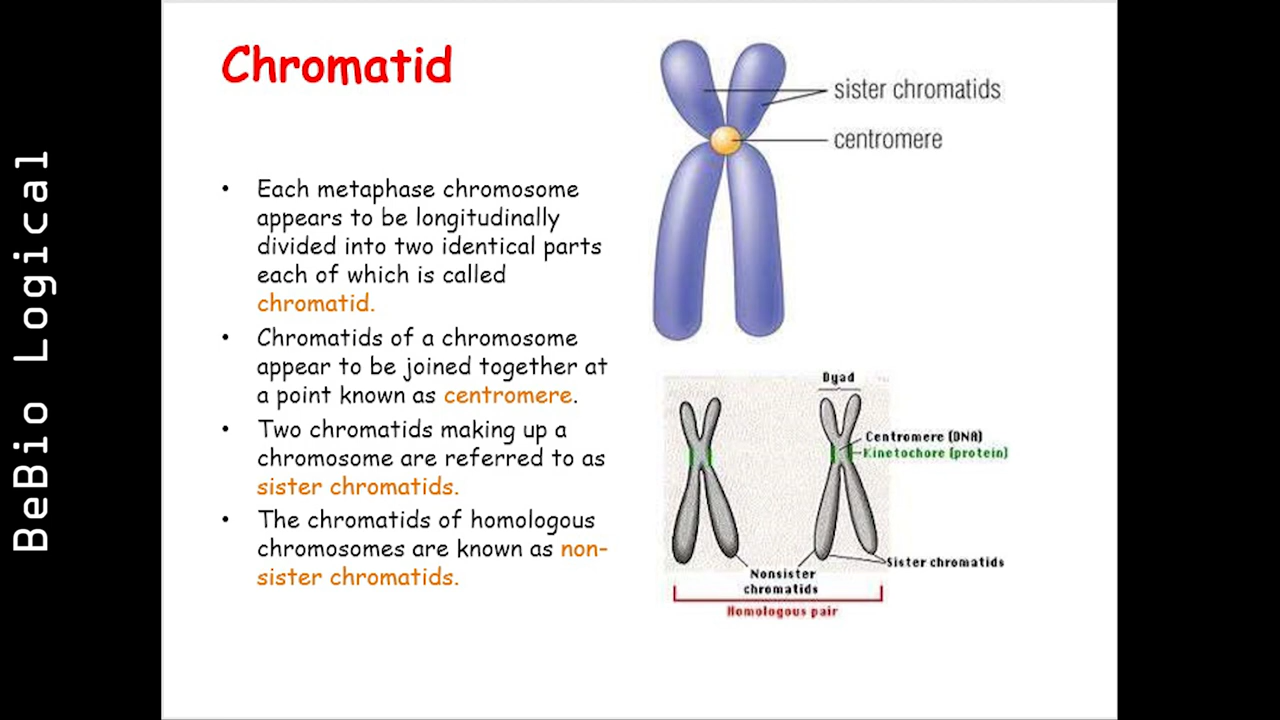 BeBio Logical
Chromatid
• Each metaphase chromosome
appears to be longitudinally
divided into two identical parts
each of which is called
chromatid.
• Chromatids of a chromosome
appear to be joined together at
a point known as centromere.
• Two chromatids making up a
chromosome are referred to as
sister chromatids.
• The chromatids of homologous
chromosomes are known as non-
sister chromatids.
sister chromatids
centromere
Dyad
Centromere (DNA)
Kinetochore (protein)
Sister chromatids
Nonsister
chromatids
Homologous pair